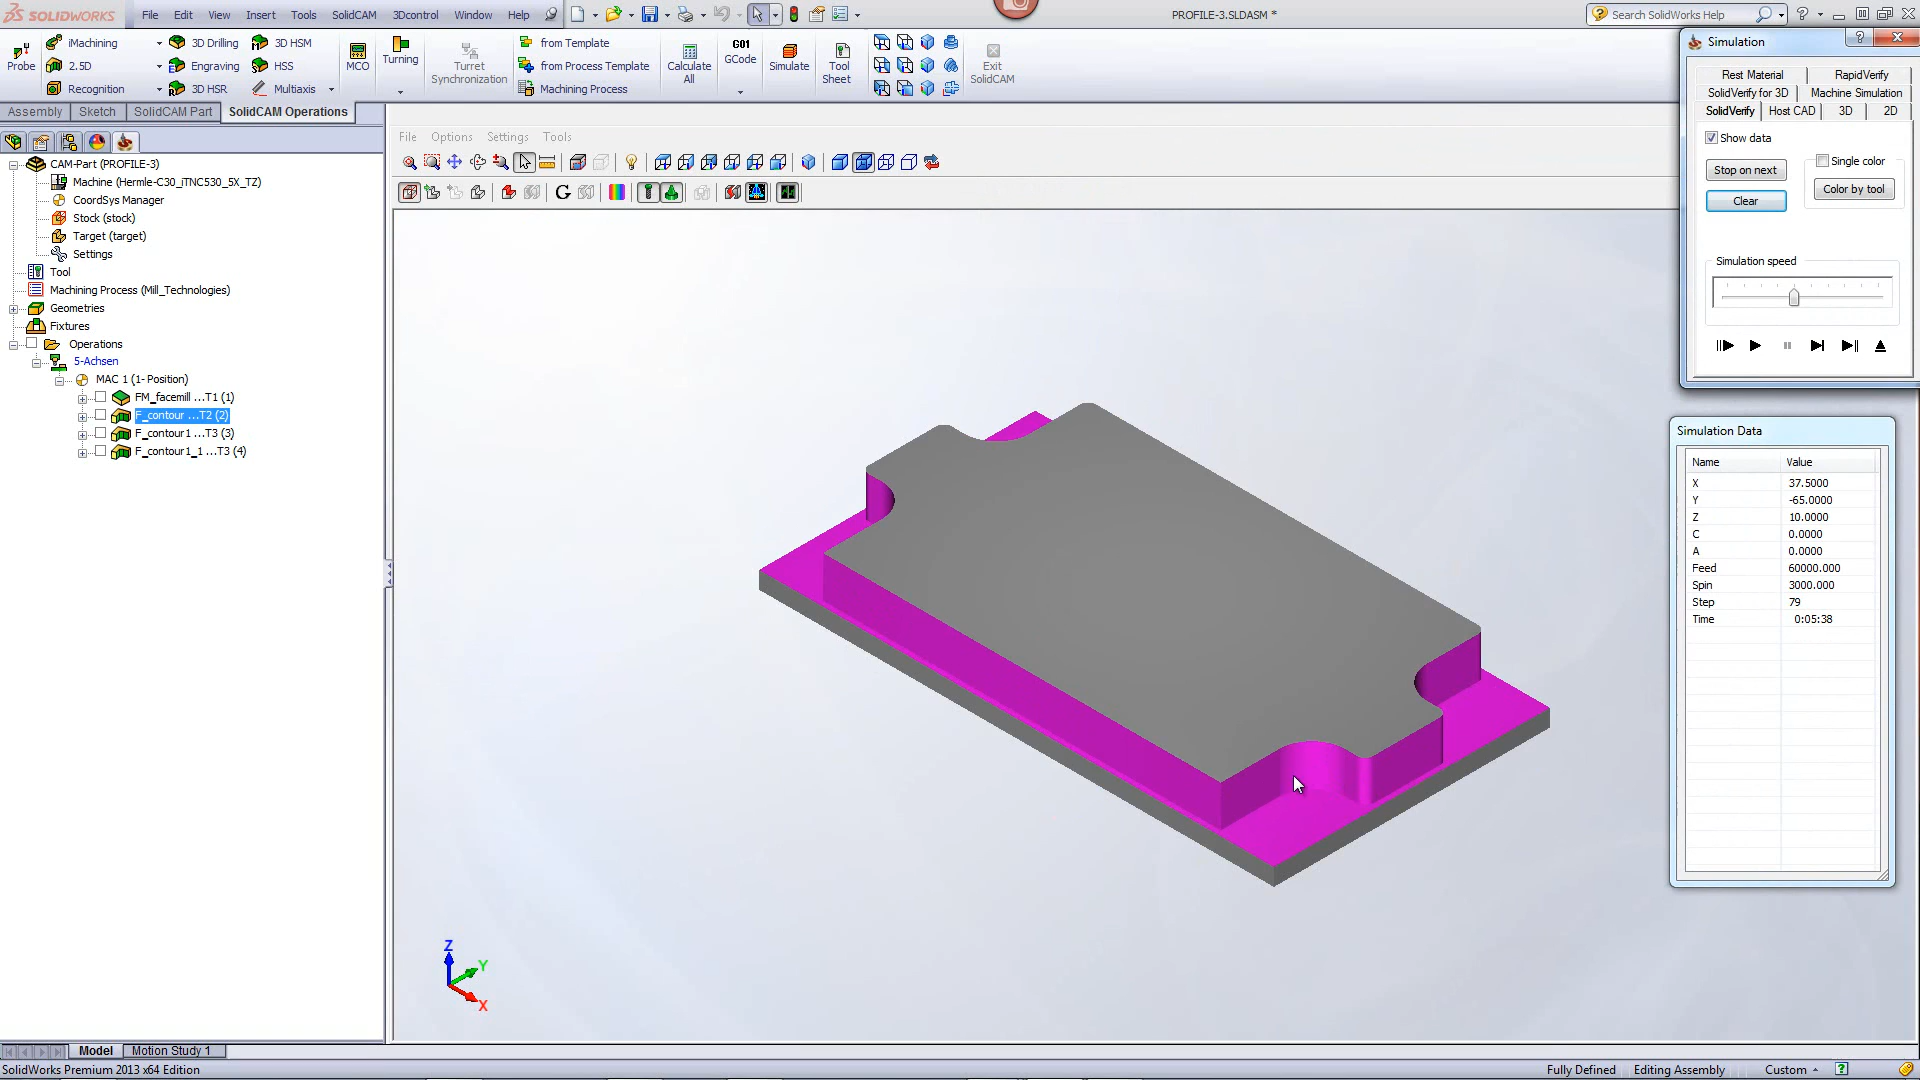 SOLIDWORKS
File Edit View Insert Tools SolidCAM 3Dcontrol Window Help
PROFILE-3.SLDASM *
Search SolidWorks Help
Probe
iMachining
2.5D
Recognition
3D Drilling
Engraving
3D HSR
3D HSM
HSS
Multiaxis
MCO
Turning
Turret
Synchronization
from Template
from Process Template
Machining Process
Calculate
All
G01
GCode
Simulate
Tool
Sheet
Exit
SolidCAM
Assembly Sketch SolidCAM Part SolidCAM Operations
CAM-Part (PROFILE-3)
Machine (Hermle-C30_iTNC530_5X_TZ)
CoordSys Manager
Stock (stock)
Target (target)
Settings
Tool
Machining Process (Mill_Technologies)
Geometries
Fixtures
Operations
5-Achsen
MAC 1 (1- Position)
FM_facemill ...T1 (1)
F_contour ...T2 (2)
F_contour1 ...T3 (3)
F_contour1_1 ...T3 (4)
File Options Settings Tools
G
Z
Y
X
Simulation
Rest Material RapidVerify
SolidVerify for 3D Machine Simulation
SolidVerify Host CAD 3D 2D
Show data
Stop on next
Clear
Single color
Color by tool
Simulation speed
Simulation Data
Name Value
X 37.5000
Y -65.0000
Z 10.0000
C 0.0000
A 0.0000
Feed 60000.000
Spin 3000.000
Step 79
Time 0:05:38
Model Motion Study 1
SolidWorks Premium 2013 x64 Edition
Fully Defined Editing Assembly Custom